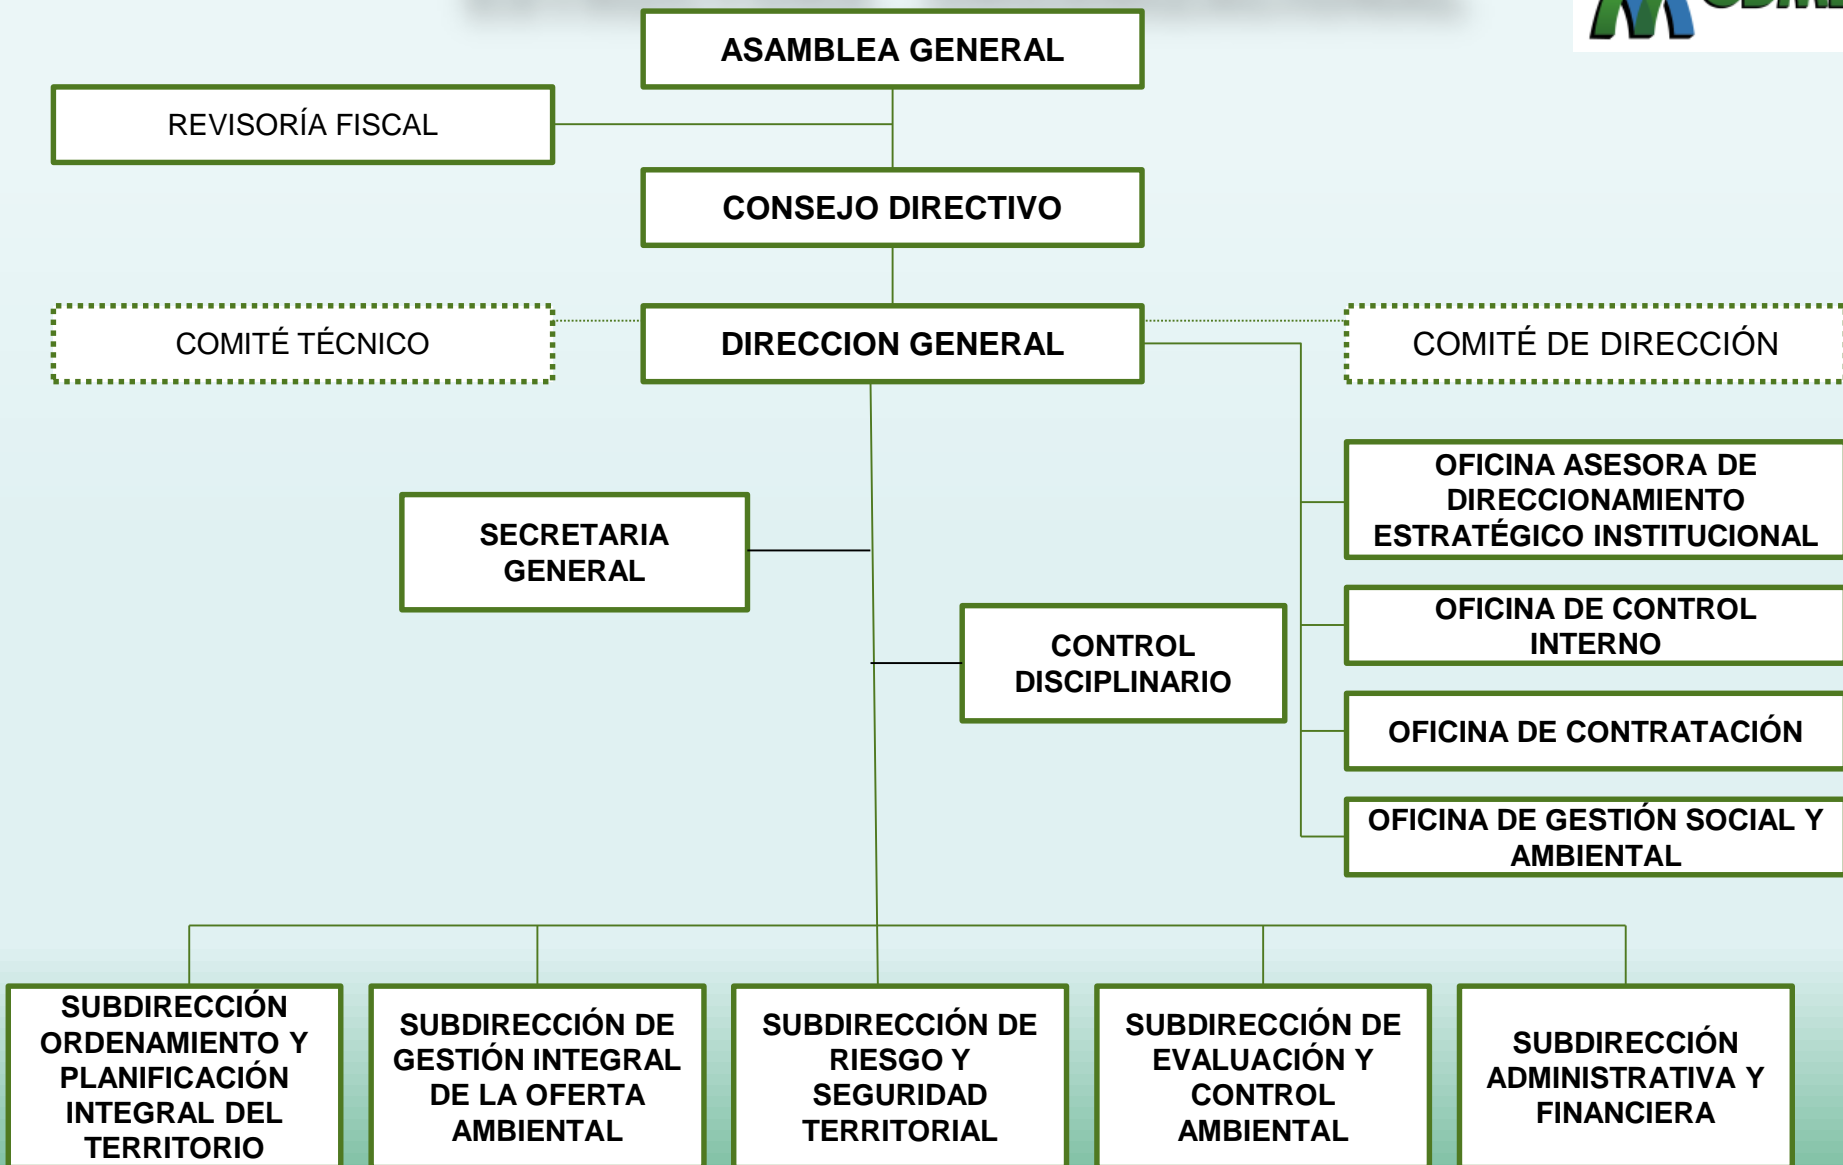 ASAMBLEA GENERAL
REVISORÍA FISCAL
CONSEJO DIRECTIVO
COMITÉ TÉCNICO
DIRECCION GENERAL
COMITÉ DE DIRECCIÓN
OFICINA ASESORA DE
DIRECCIONAMIENTO
ESTRATÉGICO INSTITUCIONAL
SECRETARIA
GENERAL
OFICINA DE CONTROL
INTERNO
CONTROL
DISCIPLINARIO
OFICINA DE CONTRATACIÓN
OFICINA DE GESTIÓN SOCIAL Y
AMBIENTAL
SUBDIRECCIÓN
ORDENAMIENTO Y
PLANIFICACIÓN
INTEGRAL DEL
TERRITORIO
SUBDIRECCIÓN DE
GESTIÓN INTEGRAL
DE LA OFERTA
AMBIENTAL
SUBDIRECCIÓN DE
RIESGO Y
SEGURIDAD
TERRITORIAL
SUBDIRECCIÓN DE
EVALUACIÓN Y
CONTROL
AMBIENTAL
SUBDIRECCIÓN
ADMINISTRATIVA Y
FINANCIERA